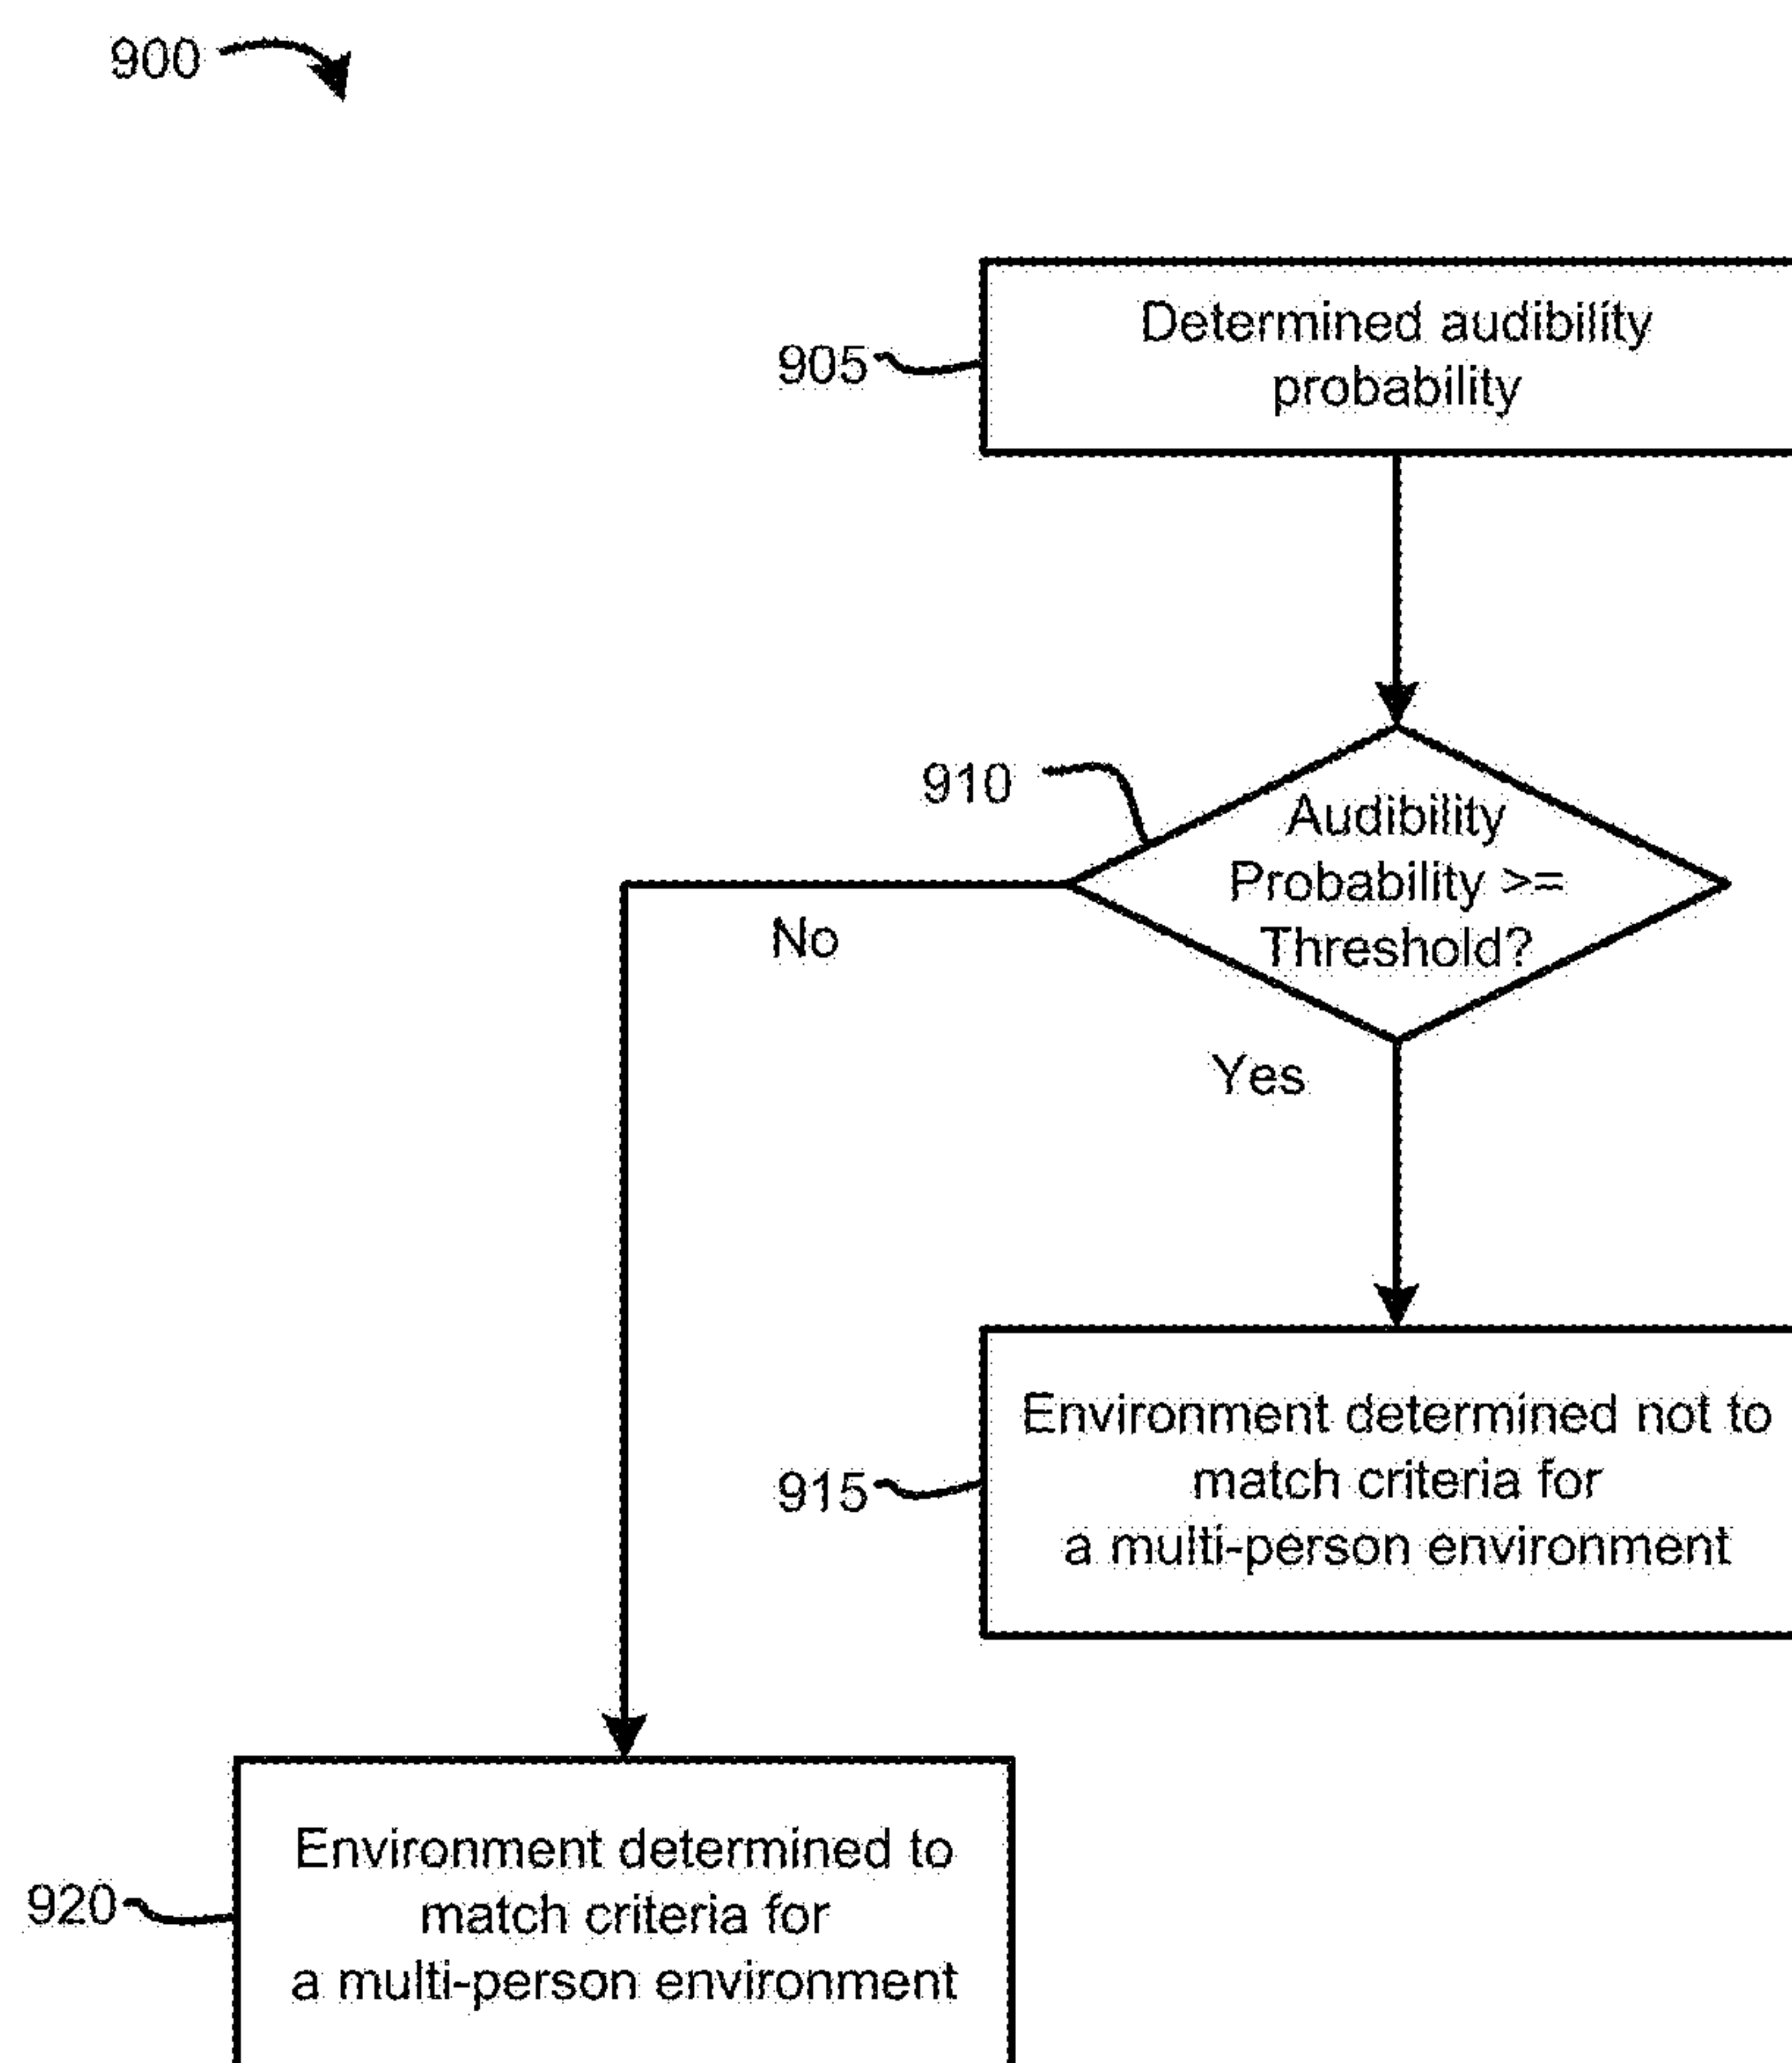 900
Determined audibility
probability
905
910
Audibility
Probability >=
Threshold?
No
Yes
Environment determined not to
match criteria for
a multi-person environment
915
Environment determined to
match criteria for
a multi-person environment
920